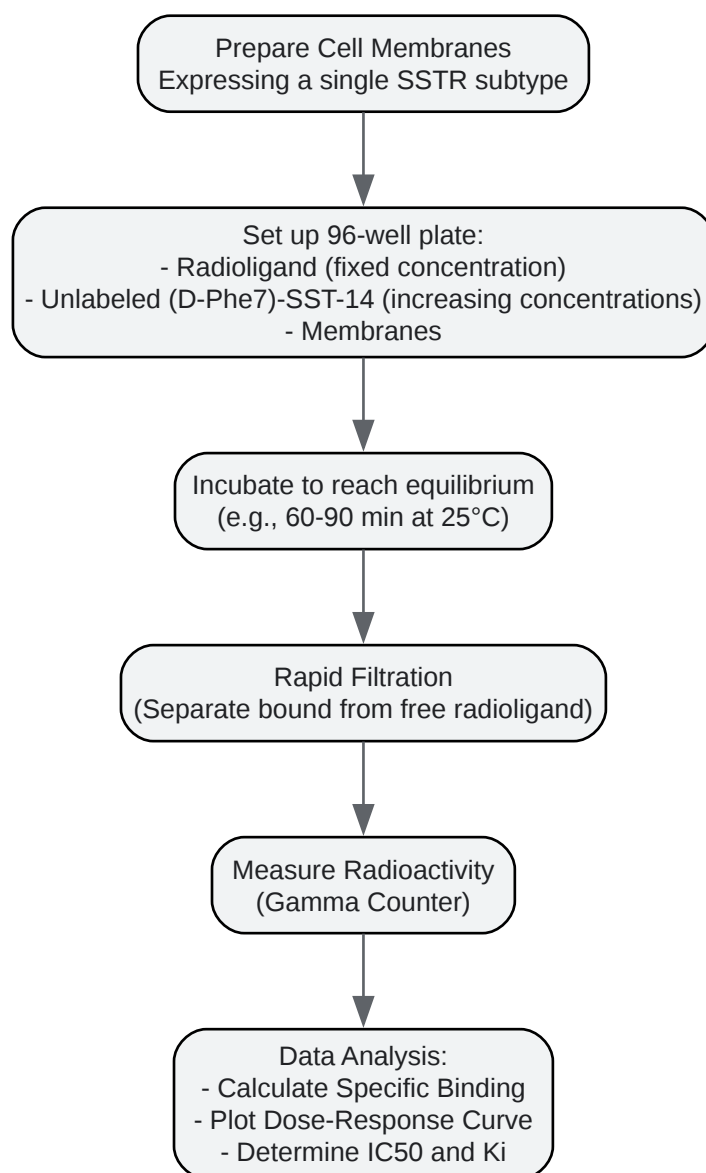 Prepare Cell Membranes
Expressing a single SSTR subtype
Set up 96-well plate:
- Radioligand (fixed concentration)
- Unlabeled (D-Phe7)-SST-14 (increasing concentrations)
- Membranes
Incubate to reach equilibrium
(e.g., 60-90 min at 25°C)
Rapid Filtration
(Separate bound from free radioligand)
Measure Radioactivity
(Gamma Counter)
Data Analysis:
- Calculate Specific Binding
- Plot Dose-Response Curve
- Determine IC50 and Ki